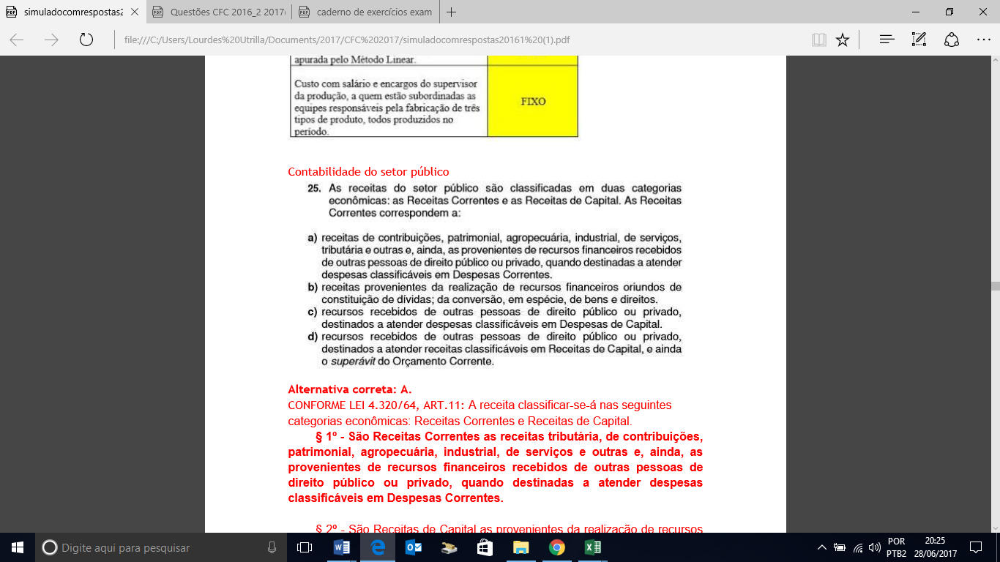 simuladocomrespostas2
Questões CFC 2016_2 2017(
caderno de exercícios exam
file:///C:/Users/Lourdes%20Utrilla/Documents/2017/CFC%202017/simuladocomrespostas20161%20(1).pdf
apurada pelo Método Linear.
Custo com salário e encargos do supervisor
da produção, a quem estão subordinadas as
equipes responsáveis pela fabricação de três
tipos de produto, todos produzidos no
período.
FIXO
Contabilidade do setor público
25. As receitas do setor público são classificadas em duas categorias
econômicas: as Receitas Correntes e as Receitas de Capital. As Receitas
Correntes correspondem a:
a) receitas de contribuições, patrimonial, agropecuária, industrial, de serviços,
tributária e outras e, ainda, as provenientes de recursos financeiros recebidos
de outras pessoas de direito público ou privado, quando destinadas a atender
despesas classificáveis em Despesas Correntes.
b) receitas provenientes da realização de recursos financeiros oriundos de
constituição de dívidas; da conversão, em espécie, de bens e direitos.
c) recursos recebidos de outras pessoas de direito público ou privado,
destinados a atender despesas classificáveis em Despesas de Capital.
d) recursos recebidos de outras pessoas de direito público ou privado,
destinados a atender receitas classificáveis em Receitas de Capital, e ainda
o superávit do Orçamento Corrente.
Alternativa correta: A.
CONFORME LEI 4.320/64, ART.11: A receita classificar-se-á nas seguintes
categorias econômicas: Receitas Correntes e Receitas de Capital.
§ 1º - São Receitas Correntes as receitas tributária, de contribuições,
patrimonial, agropecuária, industrial, de serviços e outras e, ainda, as
provenientes de recursos financeiros recebidos de outras pessoas de
direito público ou privado, quando destinadas a atender despesas
classificáveis em Despesas Correntes.
§ 2º - São Receitas de Capital as provenientes da realização de recursos
Digite aqui para pesquisar
POR
PTB2
20:25
28/06/2017